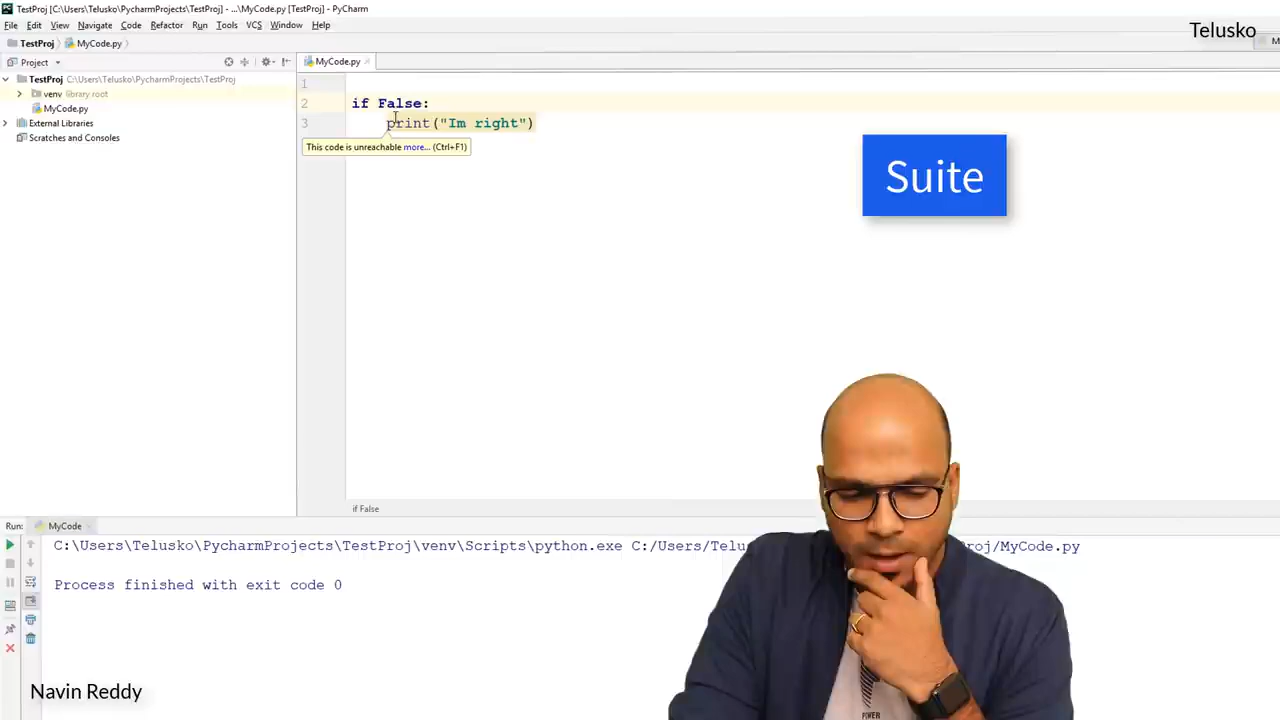 TestProj [C:\Users\Telusko\PycharmProjects\TestProj] - ...\MyCode.py [TestProj] - PyCharm
File Edit View Navigate Code Refactor Run Tools VCS Window Help
Telusko
TestProj MyCode.py
Project
MyCode.py
TestProj C:\Users\Telusko\PycharmProjects\TestProj
venv library root
MyCode.py
External Libraries
Scratches and Consoles
1
2 if False:
3 print("Im right")
This code is unreachable more... (Ctrl+F1)
Suite
if False
Run: MyCode
C:\Users\Telusko\PycharmProjects\TestProj\venv\Scripts\python.exe C:/Users/Telus roj/MyCode.py
Process finished with exit code 0
Navin Reddy
POWER